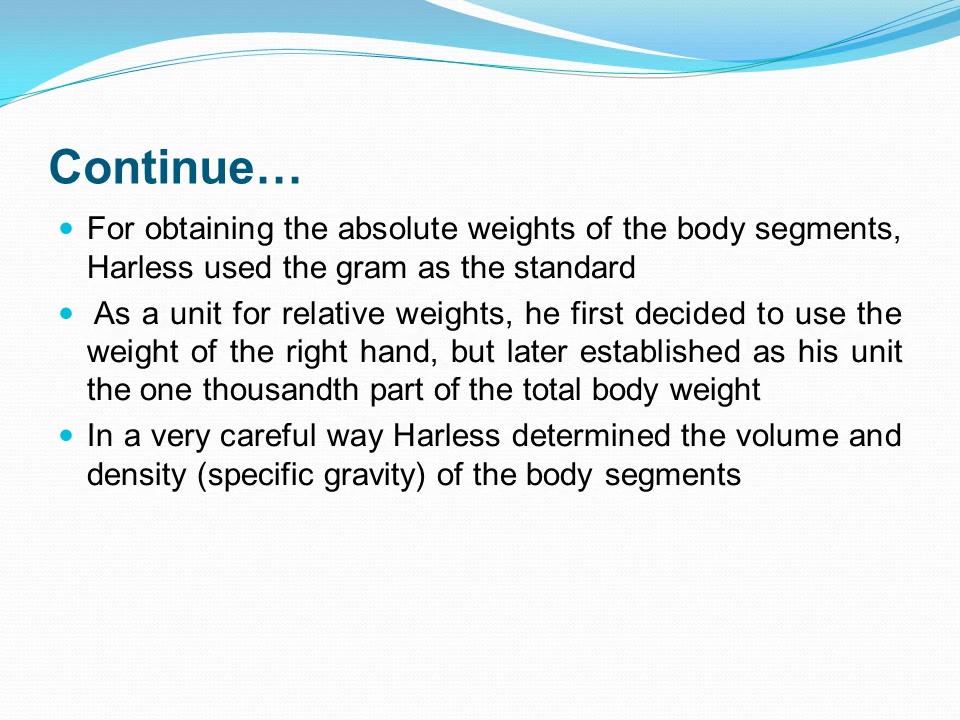 Continue…
For obtaining the absolute weights of the body segments,
Harless used the gram as the standard
As a unit for relative weights, he first decided to use the
weight of the right hand, but later established as his unit
the one thousandth part of the total body weight
In a very careful way Harless determined the volume and
density (specific gravity) of the body segments